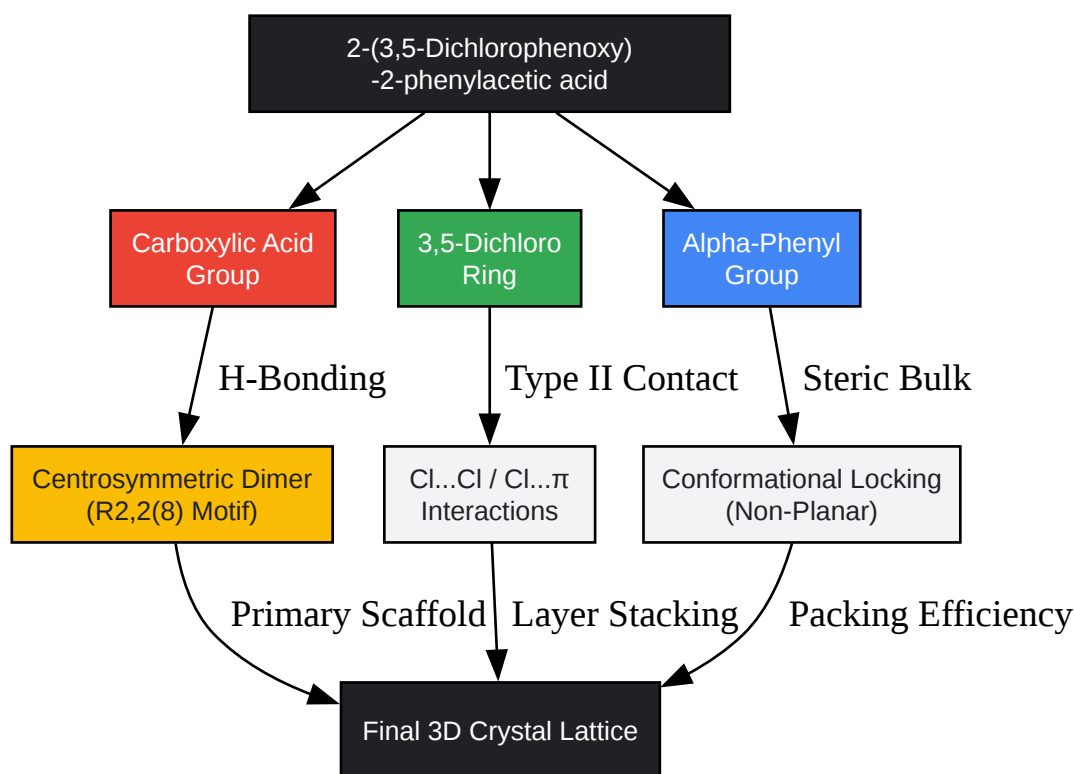 2-(3,5-Dichlorophenoxy)
-2-phenylacetic acid
Carboxylic Acid
Group
3,5-Dichloro
Ring
Alpha-Phenyl
Group
H-Bonding
Type II Contact
Steric Bulk
Centrosymmetric Dimer
(R2,2(8) Motif)
Cl...Cl / Cl...π
Interactions
Conformational Locking
(Non-Planar)
Primary Scaffold
Layer Stacking
Packing Efficiency
Final 3D Crystal Lattice